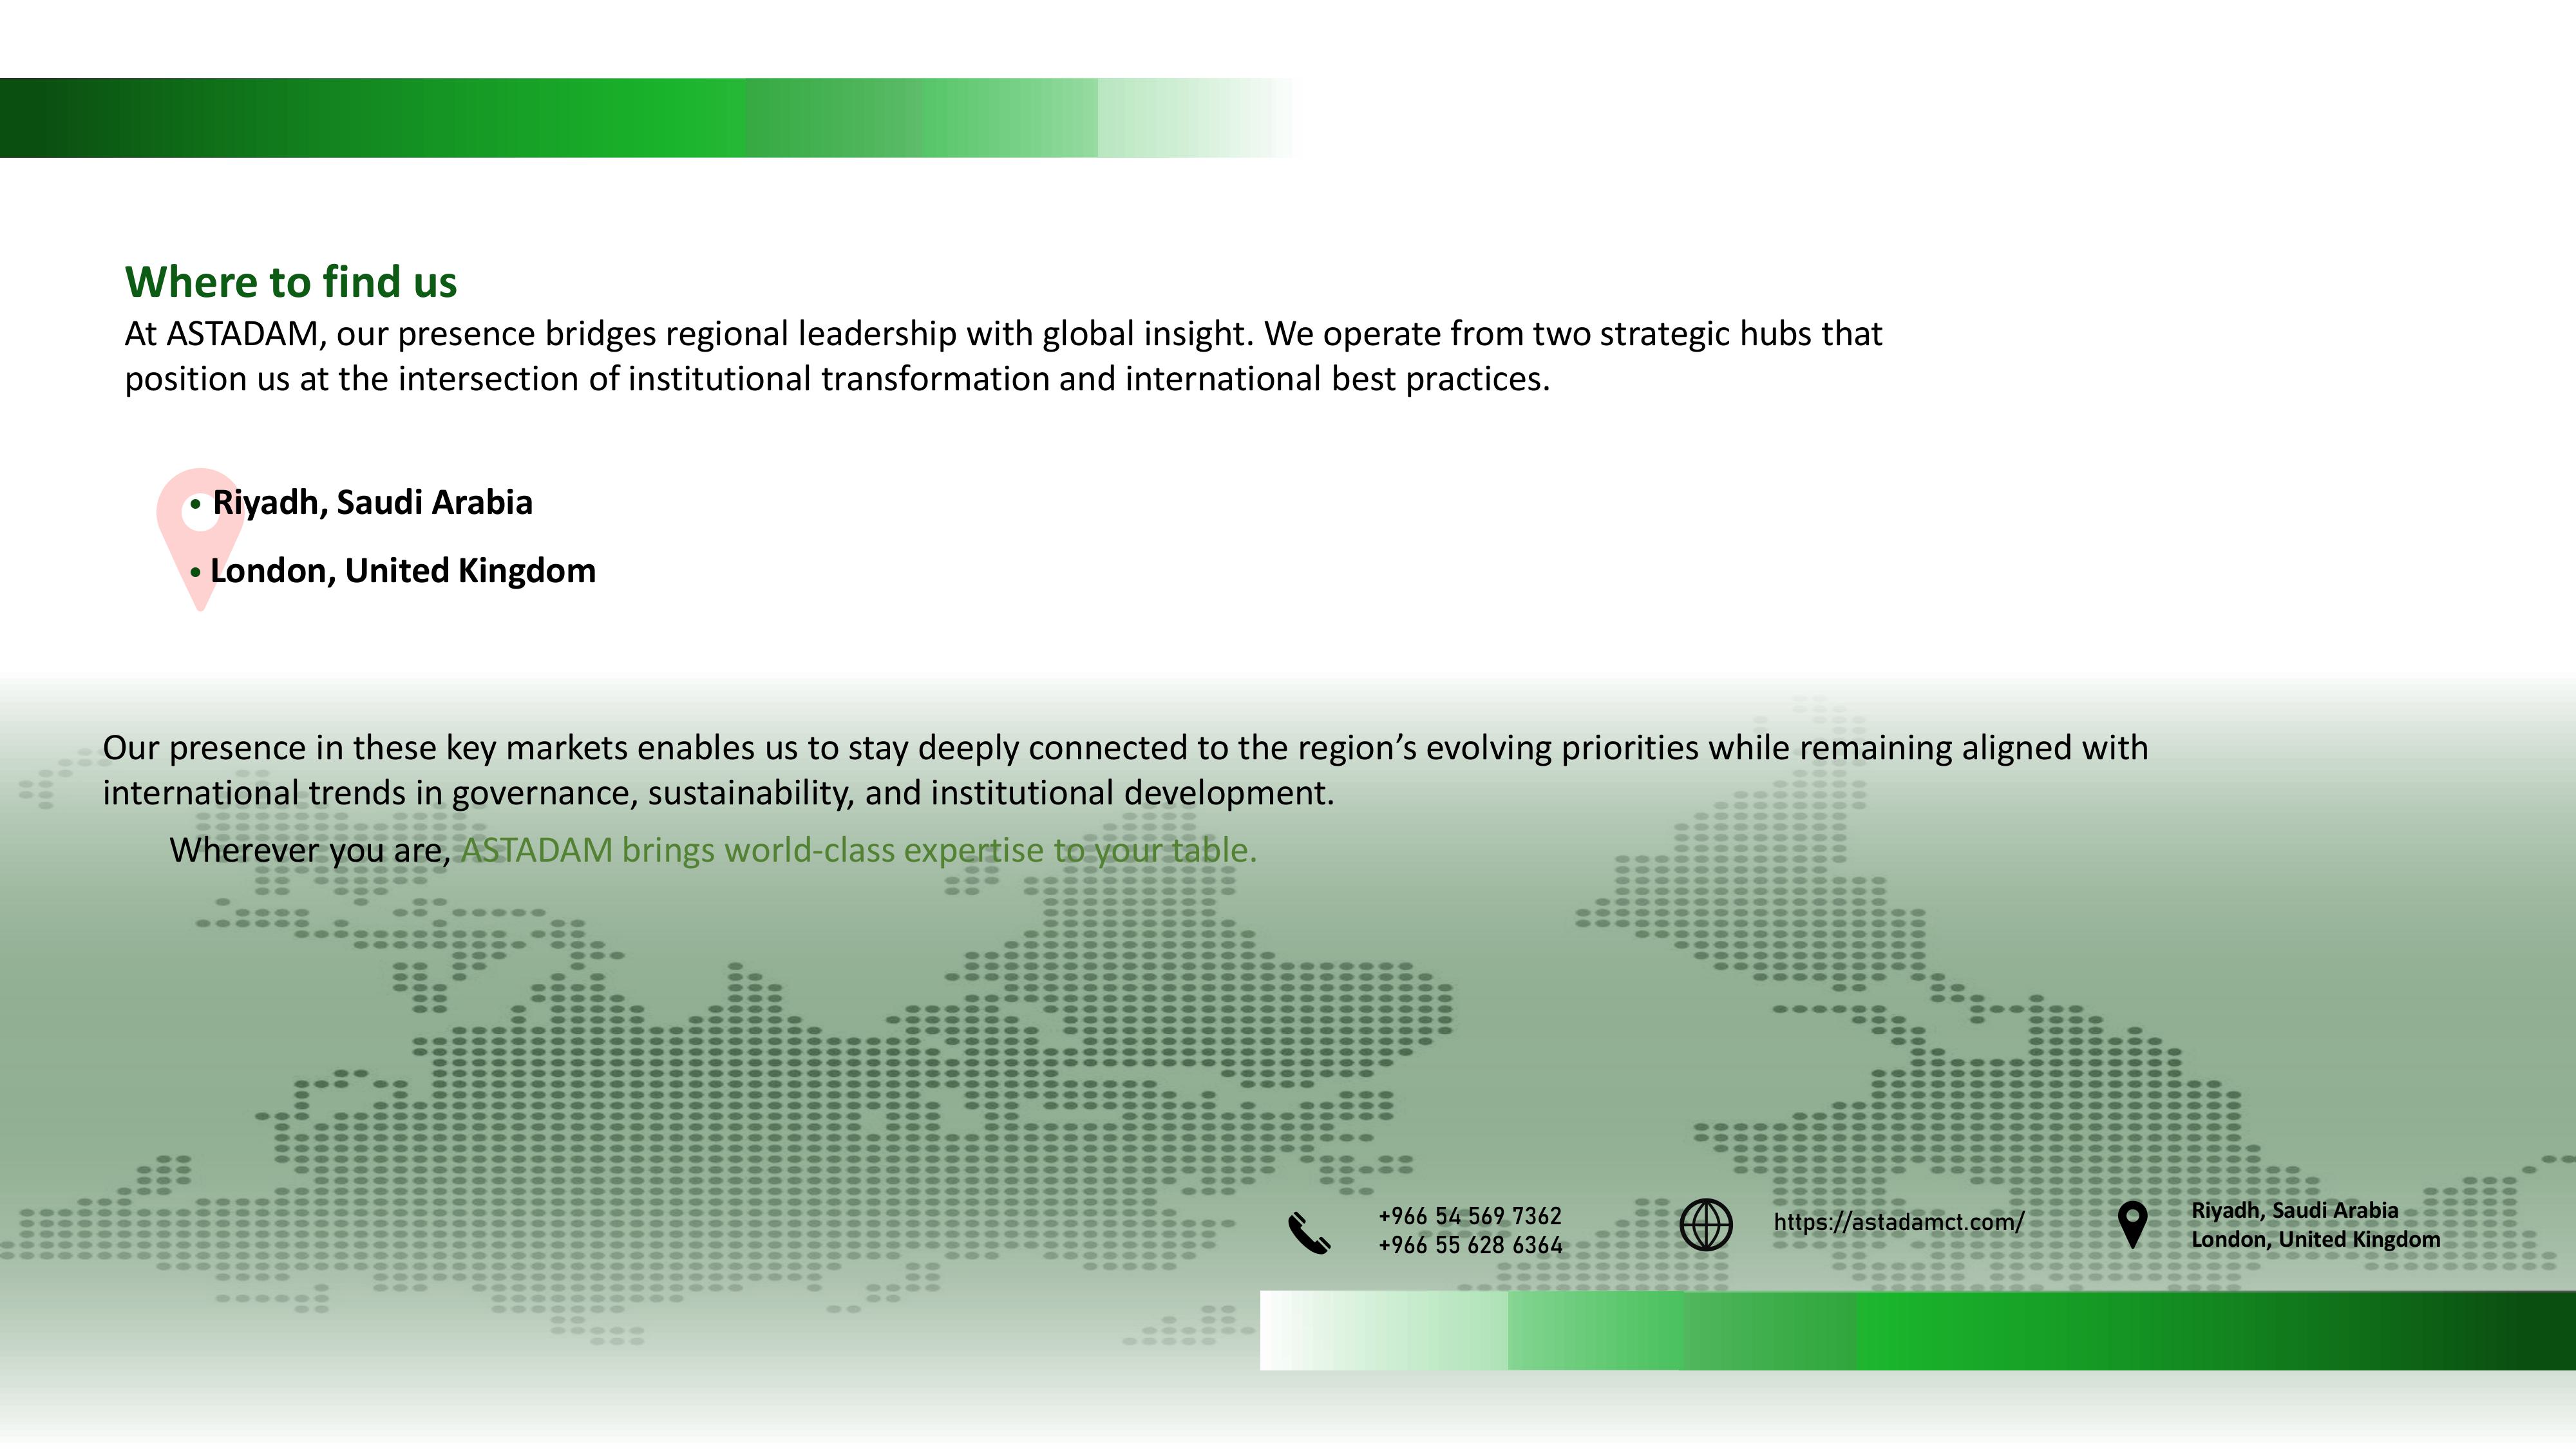 Where to find us
At ASTADAM, our presence bridges regional leadership with global insight. We operate from two strategic hubs that
position us at the intersection of institutional transformation and international best practices.
• Riyadh, Saudi Arabia
• London, United Kingdom
Our presence in these key markets enables us to stay deeply connected to the region’s evolving priorities while remaining aligned with
international trends in governance, sustainability, and institutional development.
Wherever you are, ASTADAM brings world-class expertise to your table.
+966 54 569 7362
+966 55 628 6364
https://astadamct.com/
Riyadh, Saudi Arabia
London, United Kingdom